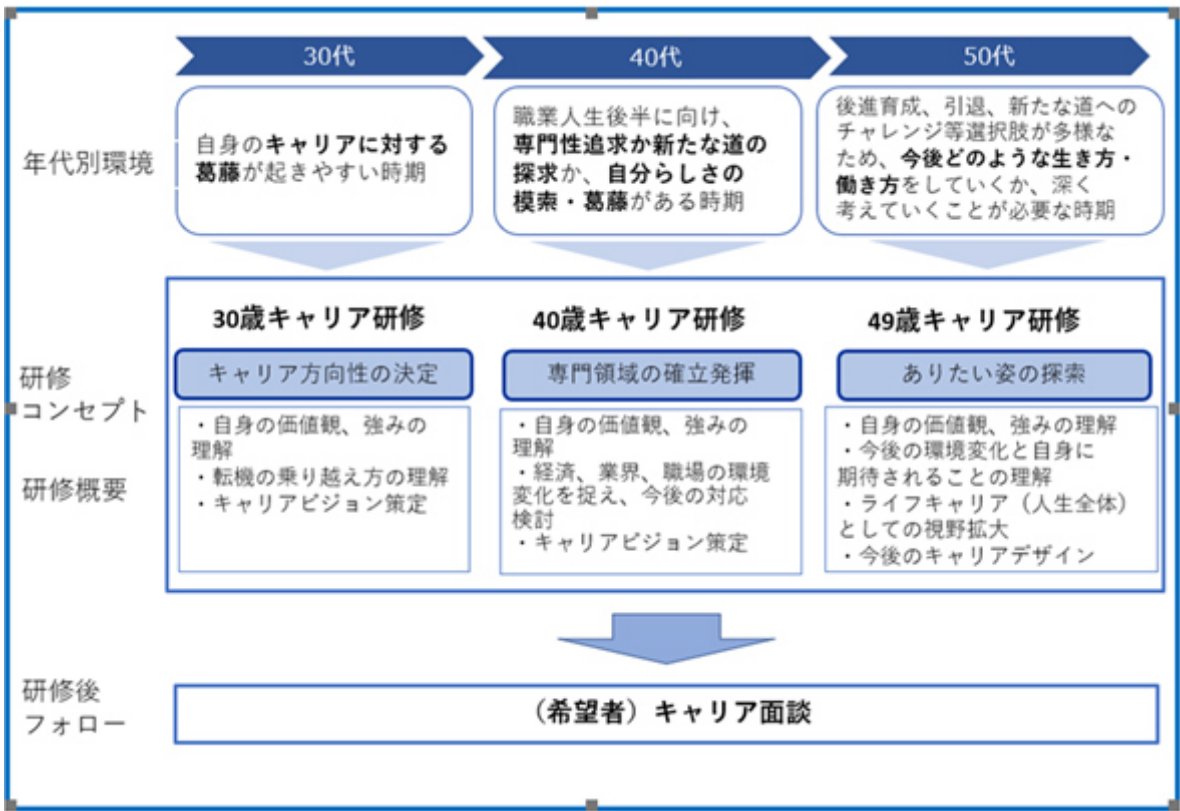 30代
40代
50代
年代別環境
自身のキャリアに対する
葛藤が起きやすい時期
職業人生後半に向け、
専門性追求か新たな道の
探求か、自分らしさの
模索・葛藤がある時期
後進育成、引退、新たな道への
チャレンジ等選択肢が多様な
ため、今後どのような生き方・
働き方をしていくか、深く
考えていくことが必要な時期
研修
コンセプト
30歳キャリア研修
40歳キャリア研修
49歳キャリア研修
キャリア方向性の決定
専門領域の確立発揮
ありたい姿の探索
研修概要
・自身の価値観、強みの
理解
・転機の乗り越え方の理解
・キャリアビジョン策定
・自身の価値観、強みの
理解
・経済、業界、職場の環境
変化を捉え、今後の対応
検討
・キャリアビジョン策定
・自身の価値観、強みの理解
・今後の環境変化と自身に
期待されることの理解
・ライフキャリア（人生全体）
としての視野拡大
・今後のキャリアデザイン
研修後
フォロー
（希望者）キャリア面談